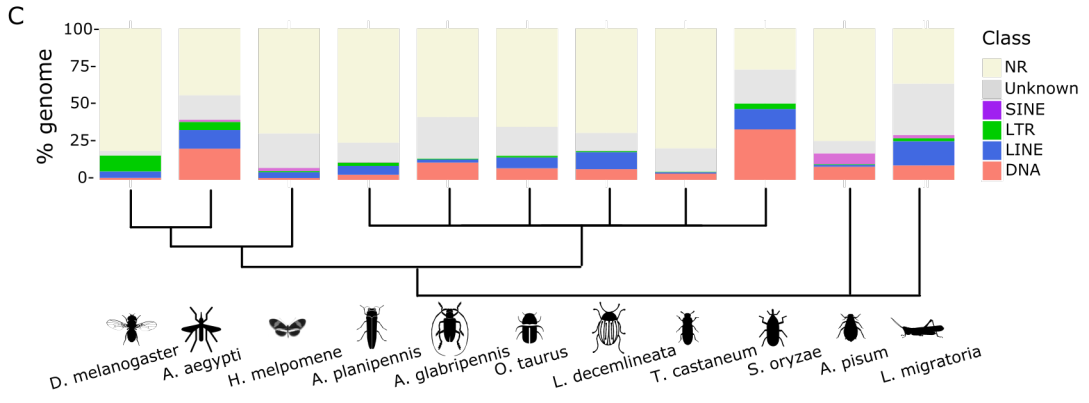 C
% genome
100-
75-
50-
25-
0-
Class
NR
Unknown
SINE
LTR
LINE
DNA
D. melanogaster
A. aegypti
H. melpomene
A. planipennis
A. glabripennis
O. taurus
L. decemlineata
T. castaneum
S. oryzae
A. pisum
L. migratoria